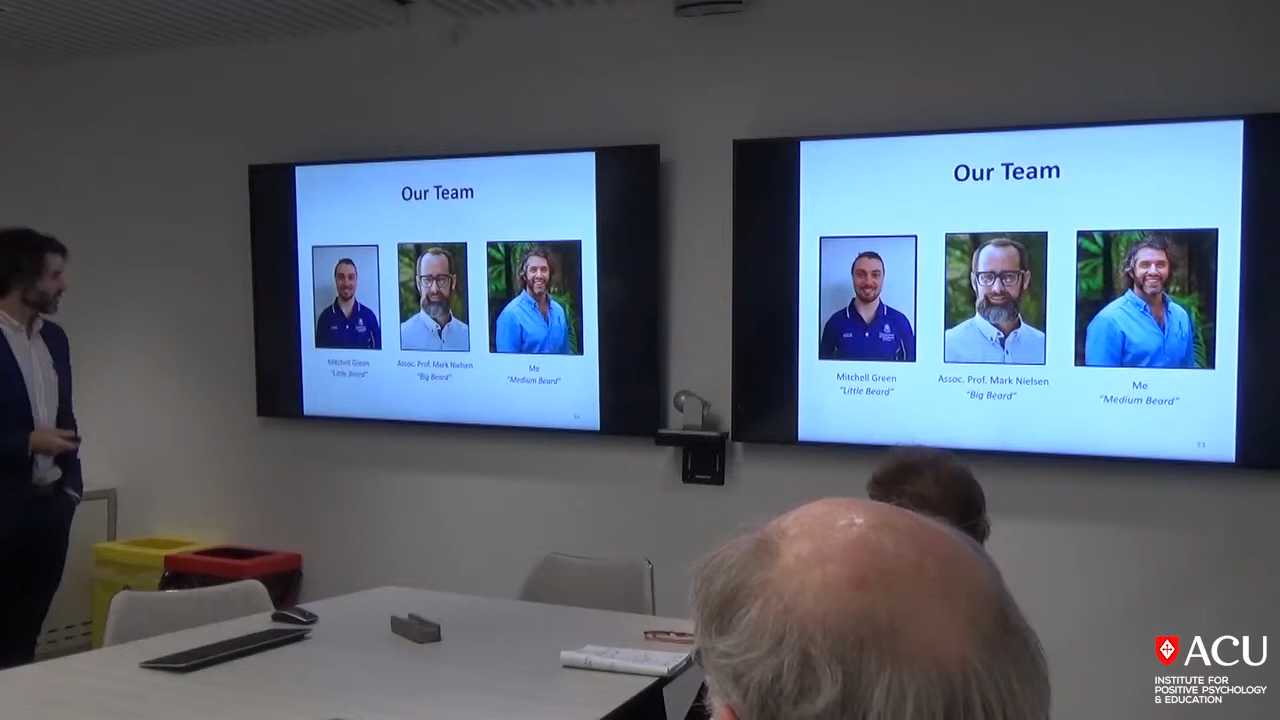 Our Team
Mitchell Green
"Little Beard"
Assoc. Prof. Mark Nielsen
"Big Beard"
Me
"Medium Beard"
Our Team
Mitchell Green
"Little Beard"
Assoc. Prof. Mark Nielsen
"Big Beard"
Me
"Medium Beard"
53
ACU
INSTITUTE FOR
POSITIVE PSYCHOLOGY
& EDUCATION